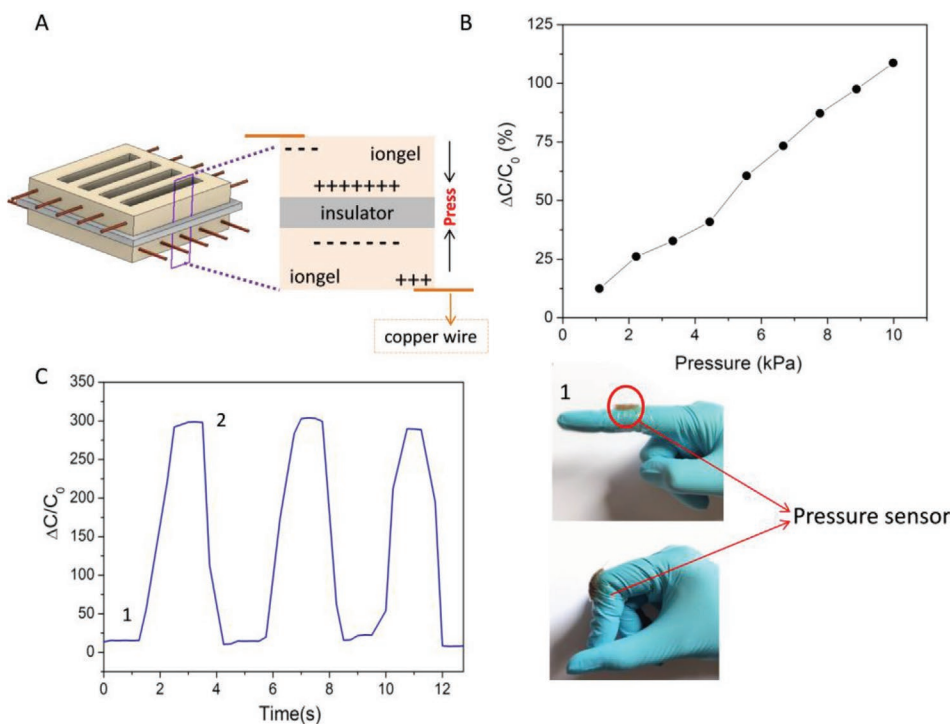 A
- - -
iongel
+++++++
insulator
Press
- - - - - - -
iongel
+++
copper wire
B
ΔC/C₀ (%)
125
100
75
50
25
0
0 2 4 6 8 10
Pressure (kPa)
C
ΔC/C₀
350
300
250
200
150
100
50
0
1
2
0 2 4 6 8 10 12
Time(s)
1
Pressure sensor